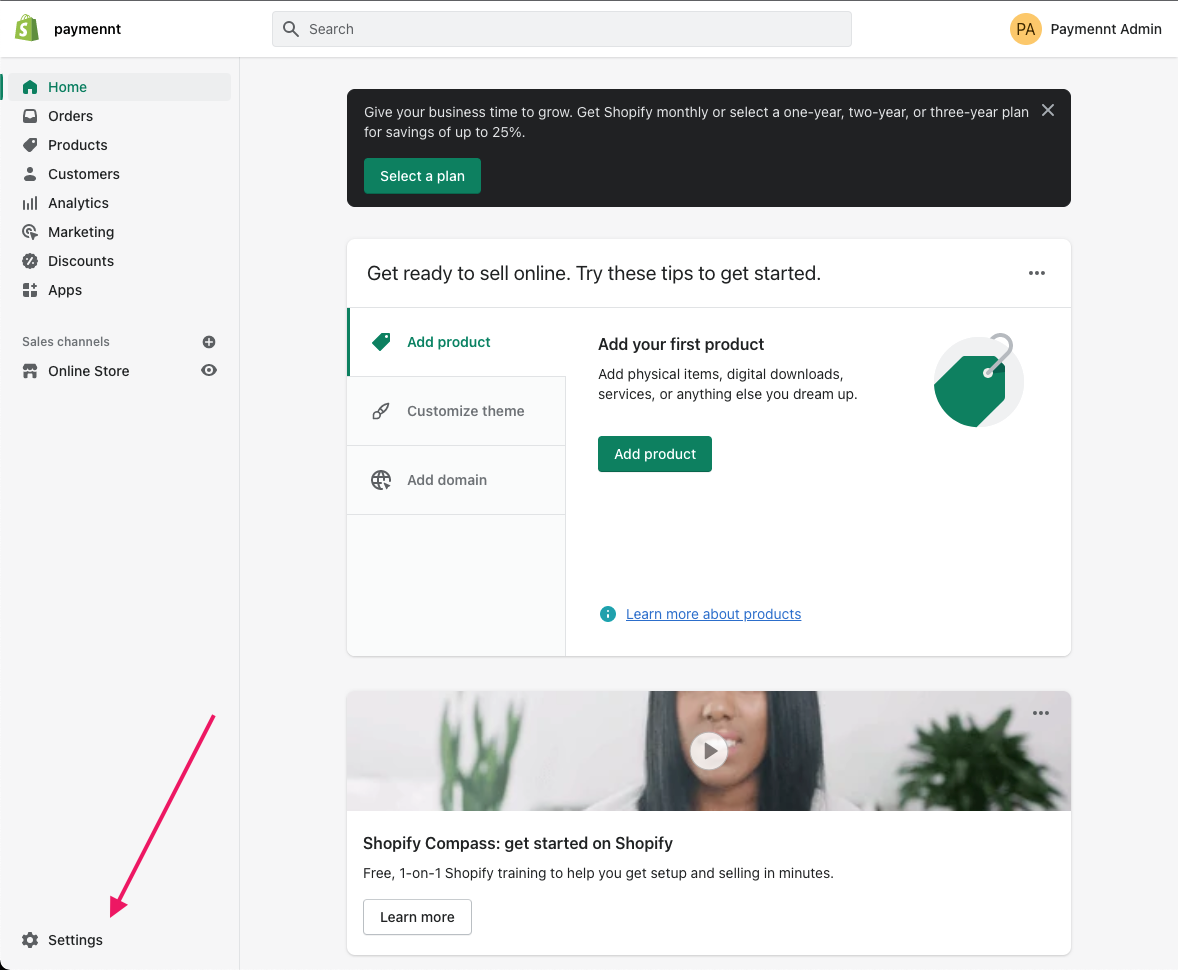 paymennt
Search
PA
Paymennt Admin
Home
Orders
Products
Customers
Analytics
Marketing
Discounts
Apps
Sales channels
Online Store
Settings
Give your business time to grow. Get Shopify monthly or select a one-year, two-year, or three-year plan
for savings of up to 25%.
Select a plan
Get ready to sell online. Try these tips to get started.
Add product
Customize theme
Add domain
Add your first product
Add physical items, digital downloads,
services, or anything else you dream up.
Add product
Learn more about products
Shopify Compass: get started on Shopify
Free, 1-on-1 Shopify training to help you get setup and selling in minutes.
Learn more